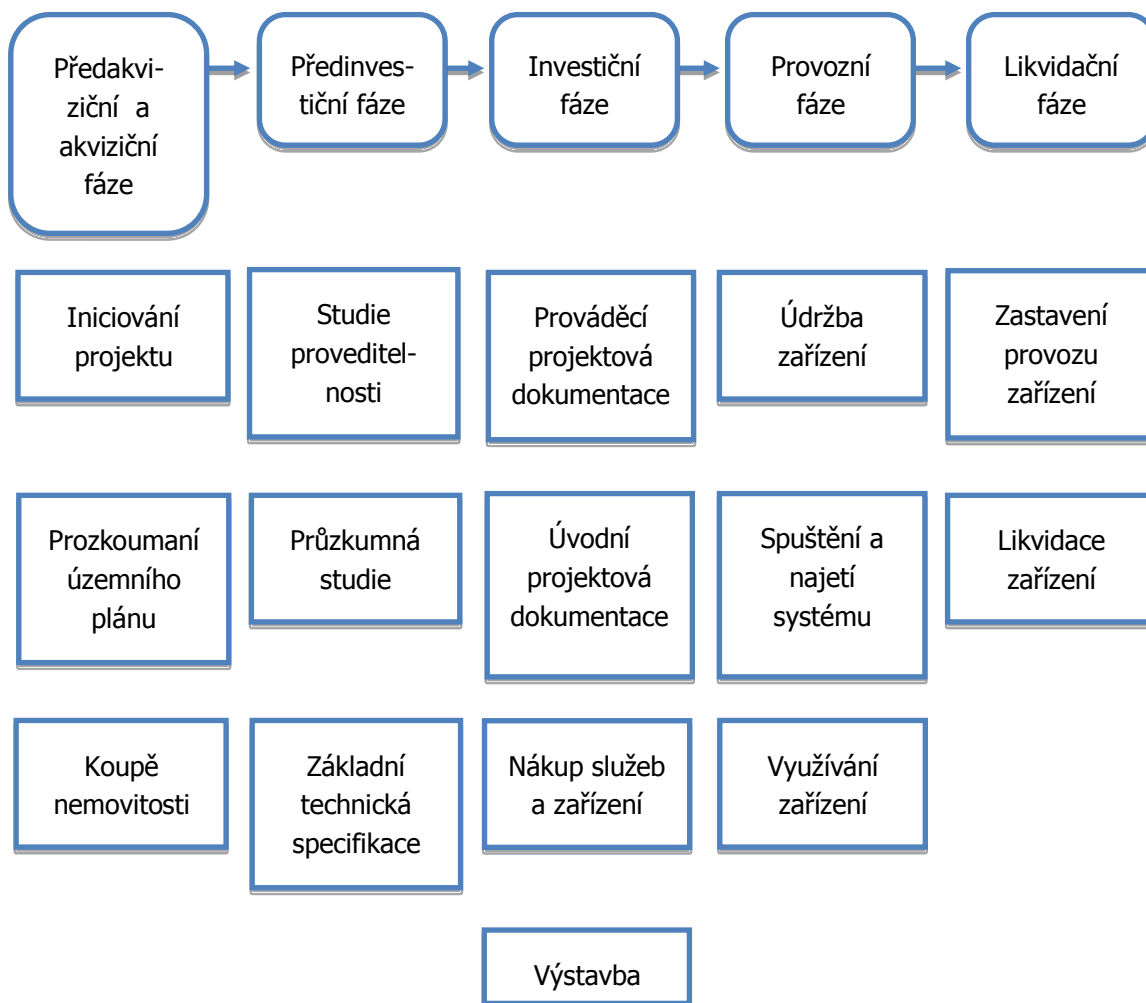 Předakvi-
ziční a
akviziční
fáze
Předinves-
tiční fáze
Investiční
fáze
Provozní
fáze
Likvidační
fáze
Iniciování
projektu
Studie
proveditel-
nosti
Prováděcí
projektová
dokumentace
Údržba
zařízení
Zastavení
provozu
zařízení
Prozkoumaní
územního
plánu
Průzkumná
studie
Úvodní
projektová
dokumentace
Spuštění a
najetí
systému
Likvidace
zařízení
Koupě
nemovitosti
Základní
technická
specifikace
Nákup služeb
a zařízení
Využívání
zařízení
Výstavba